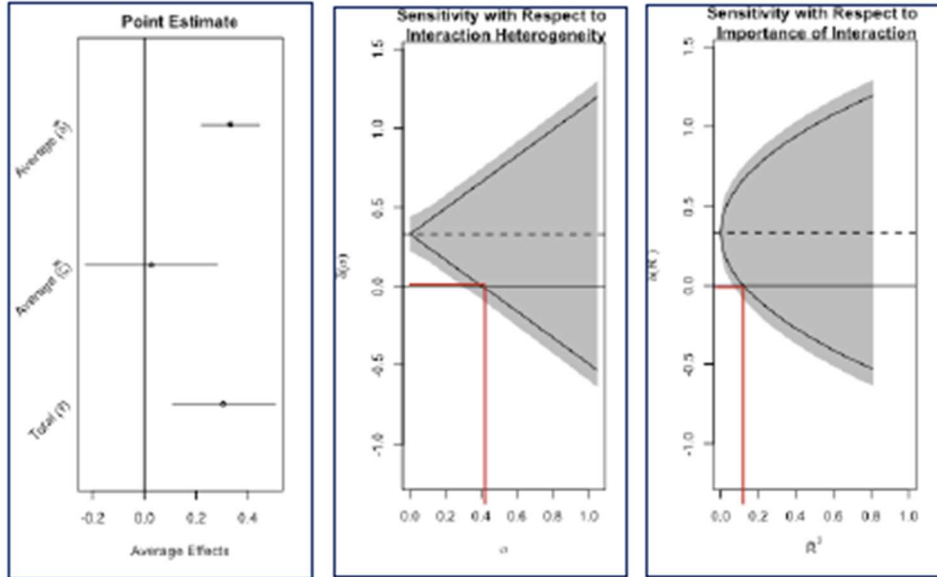 Point Estimate
Average (δ̄)
Average (ζ̄)
Total (τ̄)
-0.2 0.0 0.2 0.4
Average Effects
Sensitivity with Respect to
Interaction Heterogeneity
1.5
1.0
0.5
0.0
-0.5
-1.0
δ(σ)
0.0 0.2 0.4 0.6 0.8 1.0
σ
Sensitivity with Respect to
Importance of Interaction
1.5
1.0
0.5
0.0
-0.5
-1.0
0.0 0.2 0.4 0.6 0.8 1.0